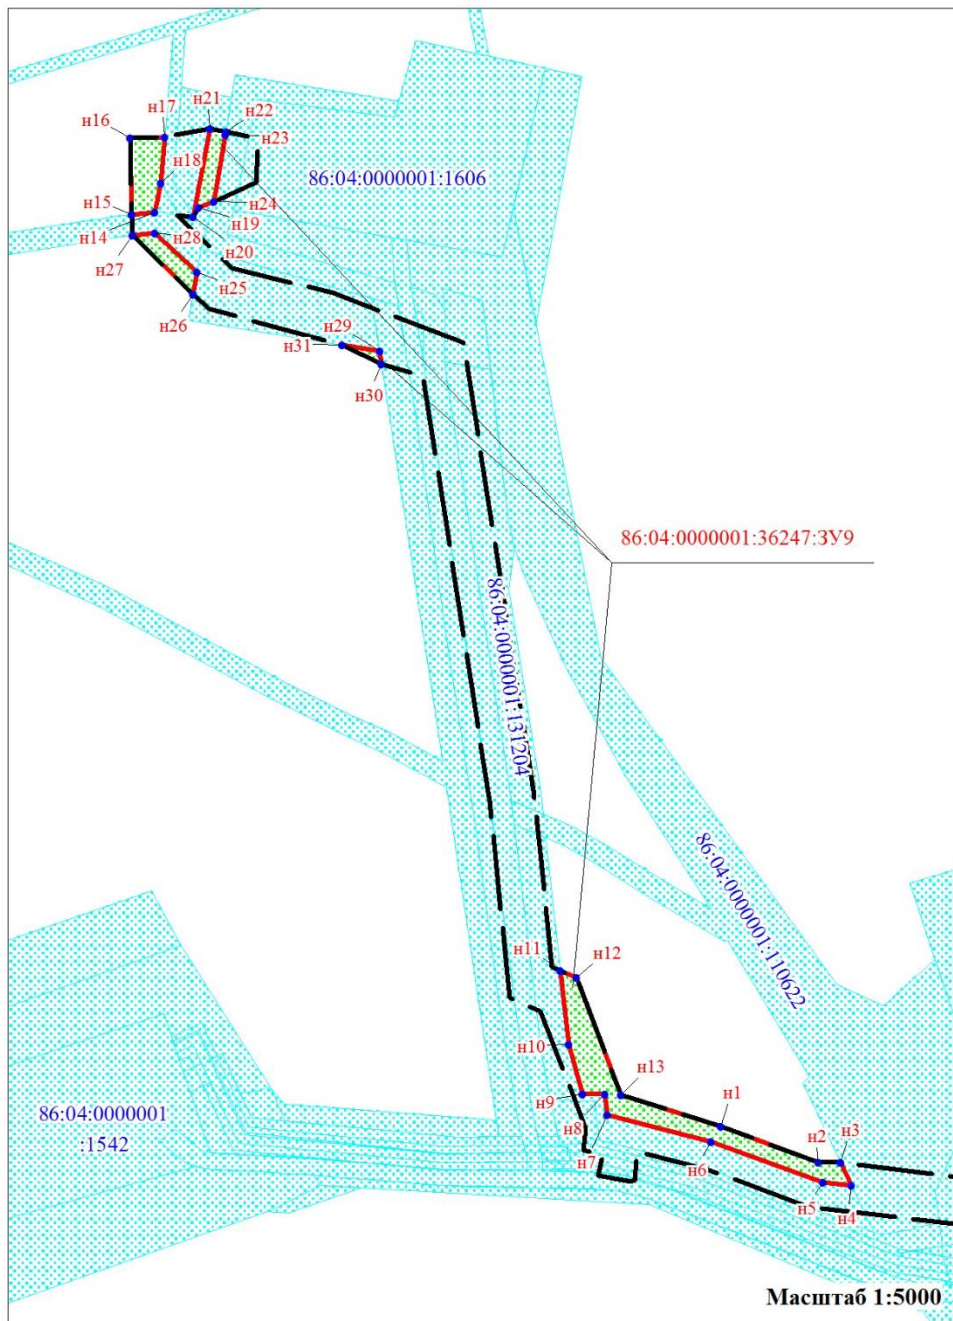 н21
н17
н16
н22
н23
н18
86:04:0000001:1606
н15
н24
н14
н19
н28
н20
н27
н25
н26
н29
н31
н30
86:04:0000001:36247:ЗУ9
86:04:0000001:131204
86:04:0000001:110622
н11
н12
н10
н13
н9
н1
86:04:0000001
:1542
н8
н2
н3
н7
н6
н5
н4
Масштаб 1:5000